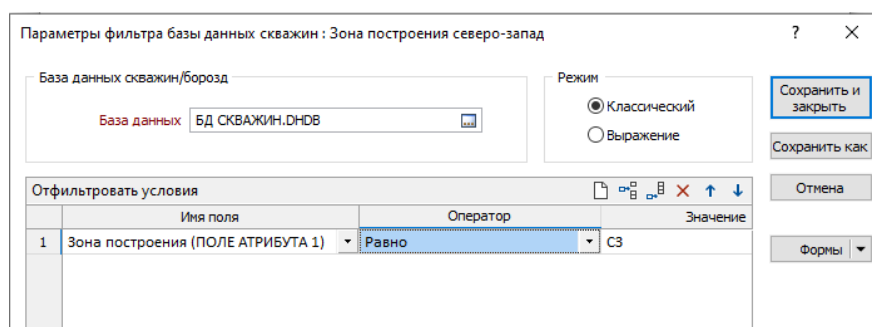 Параметры фильтра базы данных скважин : Зона построения северо-запад
?
База данных скважин/борозд
База данных
БД СКВАЖИН.DHDB
Режим
Классический
Выражение
Сохранить и
закрыть
Сохранить как
Отмена
Формы
Отфильтровать условия
Имя поля
Оператор
Значение
1
Зона построения (ПОЛЕ АТРИБУТА 1)
Равно
СЗ